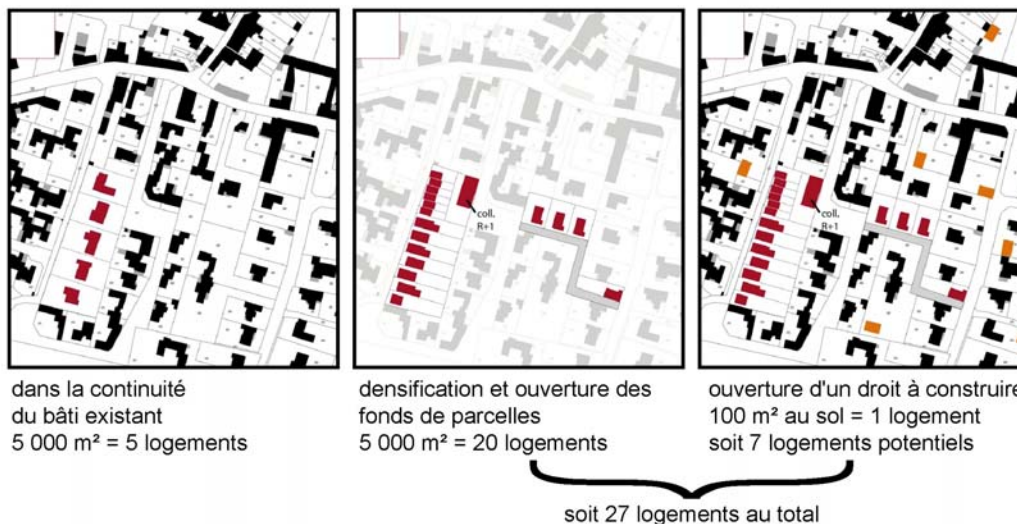 coll.
R+1
coll.
R+1
dans la continuité
du bâti existant
5 000 m² = 5 logements
densification et ouverture des
fonds de parcelles
5 000 m² = 20 logements
ouverture d'un droit à construire
100 m² au sol = 1 logement
soit 7 logements potentiels
soit 27 logements au total